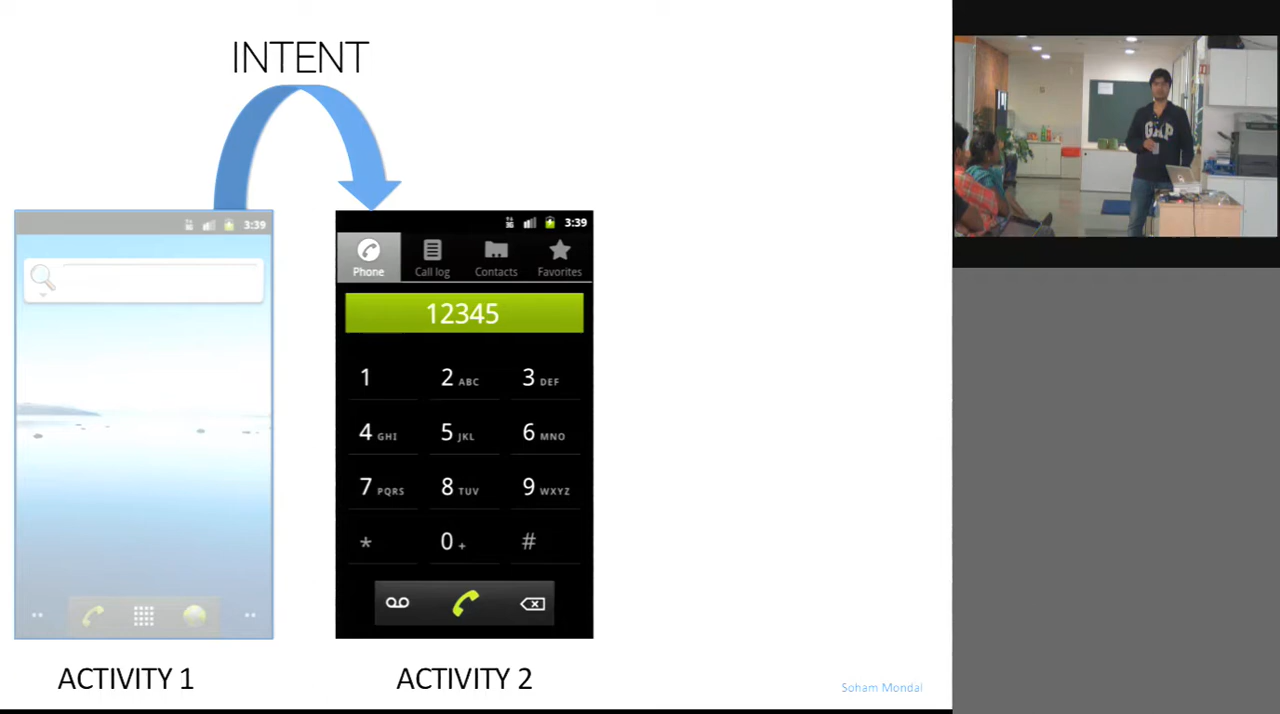 INTENT
3:39
3:39
Phone
Call log
Contacts
Favorites
12345
1
2 ABC
3 DEF
4 GHI
5 JKL
6 MNO
7 PQRS
8 TUV
9 WXYZ
*
0 +
#
ACTIVITY 1
ACTIVITY 2
Soham Mondal
GAP